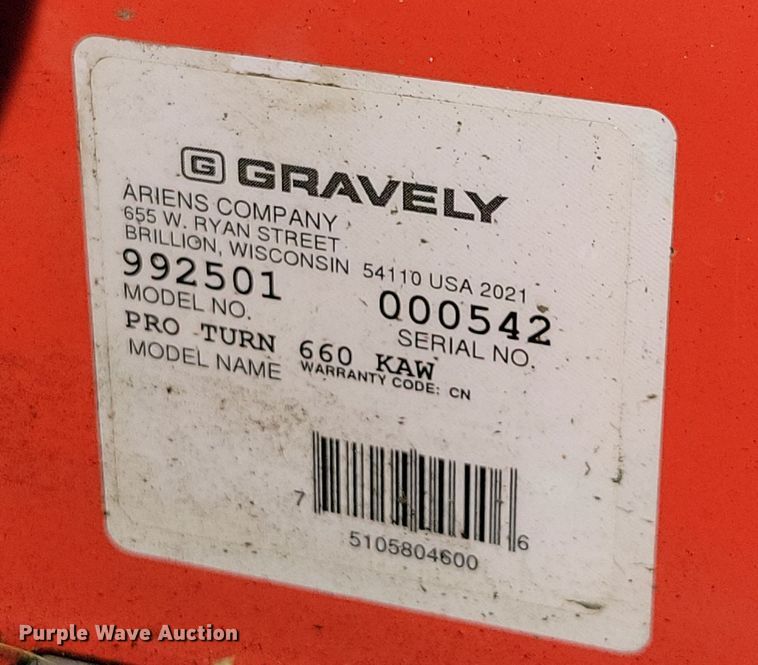 G GRAVELY
ARIENS COMPANY
655 W. RYAN STREET
BRILLION, WISCONSIN 54110 USA 2021
992501 000542
MODEL NO. SERIAL NO.
PRO TURN 660 KAW
MODEL NAME WARRANTY CODE: CN
7 5105804600 6
Purple Wave Auction